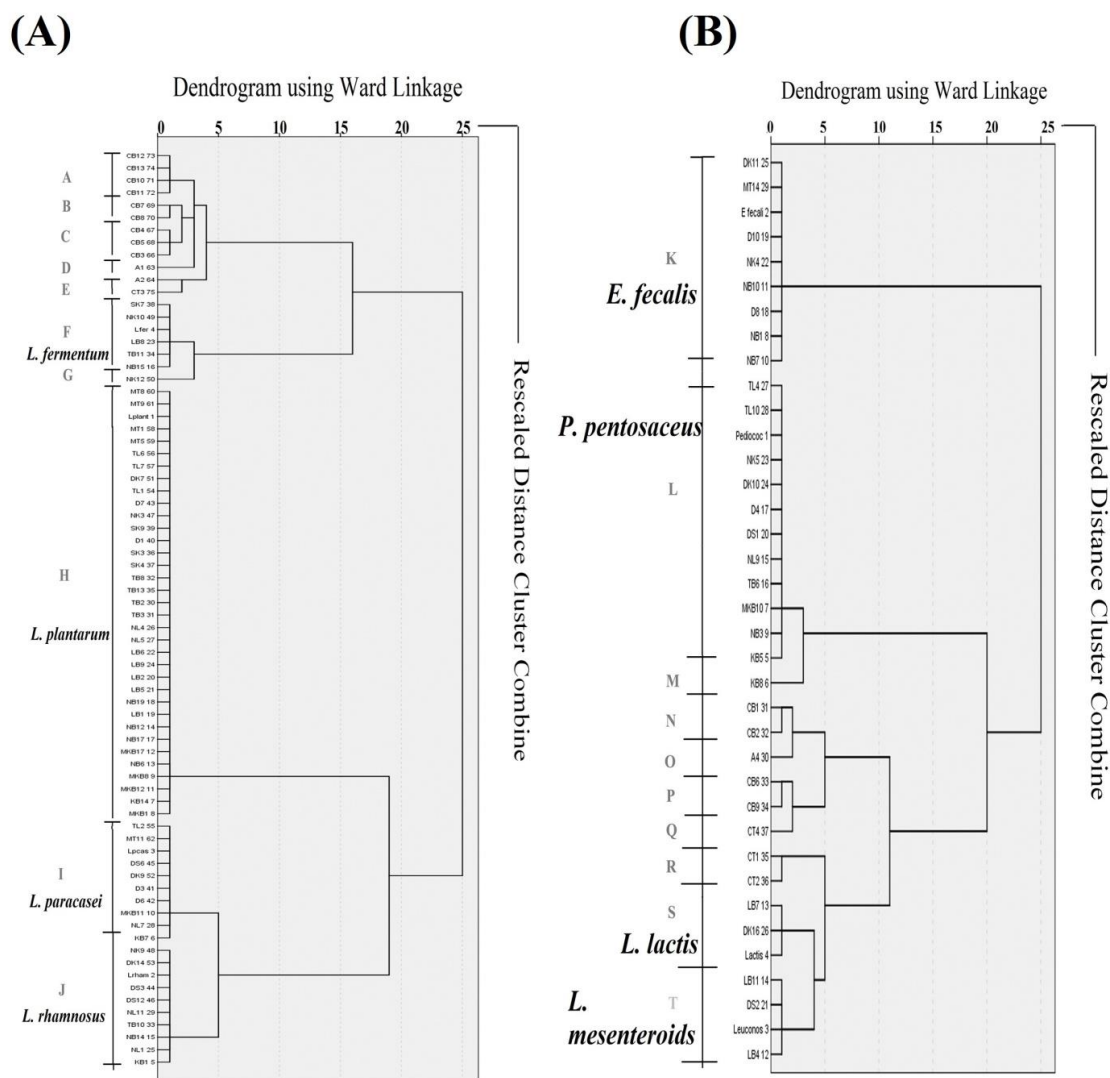 (A)
Dendrogram using Ward Linkage
0 5 10 15 20 25
CB12 73
CB13 74
CB10 71
CB11 72
CB7 69
CB8 70
CB4 67
CB5 68
CB3 66
A1 63
A2 64
CT3 75
SK7 38
NK10 49
Lfer 4
LB8 23
TB11 34
NB15 16
NK12 50
MT8 60
MT9 61
Lplant 1
MT1 58
MT5 59
TL6 56
TL7 57
DK7 51
TL1 54
D7 43
NK3 47
SK9 39
D1 40
SK3 36
SK4 37
TB8 32
TB13 35
TB2 30
TB3 31
NL4 26
NL5 27
LB6 22
LB9 24
LB2 20
LB5 21
NB19 18
LB1 19
NB12 14
NB17 17
MKB17 12
NB6 13
MKB8 9
MKB12 11
KB14 7
MKB1 8
TL2 55
MT11 62
Lpcas 3
DS6 45
DK9 52
D3 41
D6 42
MKB11 10
NL7 28
KB7 6
NK9 48
DK14 53
Lrham 2
DS3 44
DS12 46
NL11 29
TB10 33
NB14 15
NL1 25
KB1 5
A
B
C
D
E
F
L. fermentum
G
H
L. plantarum
I
L. paracasei
J
L. rhamnosus
Rescaled Distance Cluster Combine
(B)
Dendrogram using Ward Linkage
0 5 10 15 20 25
DK11 25
MT14 29
E fecali 2
D10 19
NK4 22
NB10 11
D8 18
NB1 8
NB7 10
TL4 27
TL10 28
Pediococ 1
NK5 23
DK10 24
D4 17
DS1 20
NL9 15
TB6 16
MKB10 7
NB3 9
KB5 5
KB8 6
CB1 31
CB2 32
A4 30
CB6 33
CB9 34
CT4 37
CT1 35
CT2 36
LB7 13
DK16 26
Lactis 4
LB11 14
DS2 21
Leuconos 3
LB4 12
K
E. fecalis
P. pentosaceus
L
M
N
O
P
Q
R
S
L. lactis
T
L.
mesenteroids
Rescaled Distance Cluster Combine